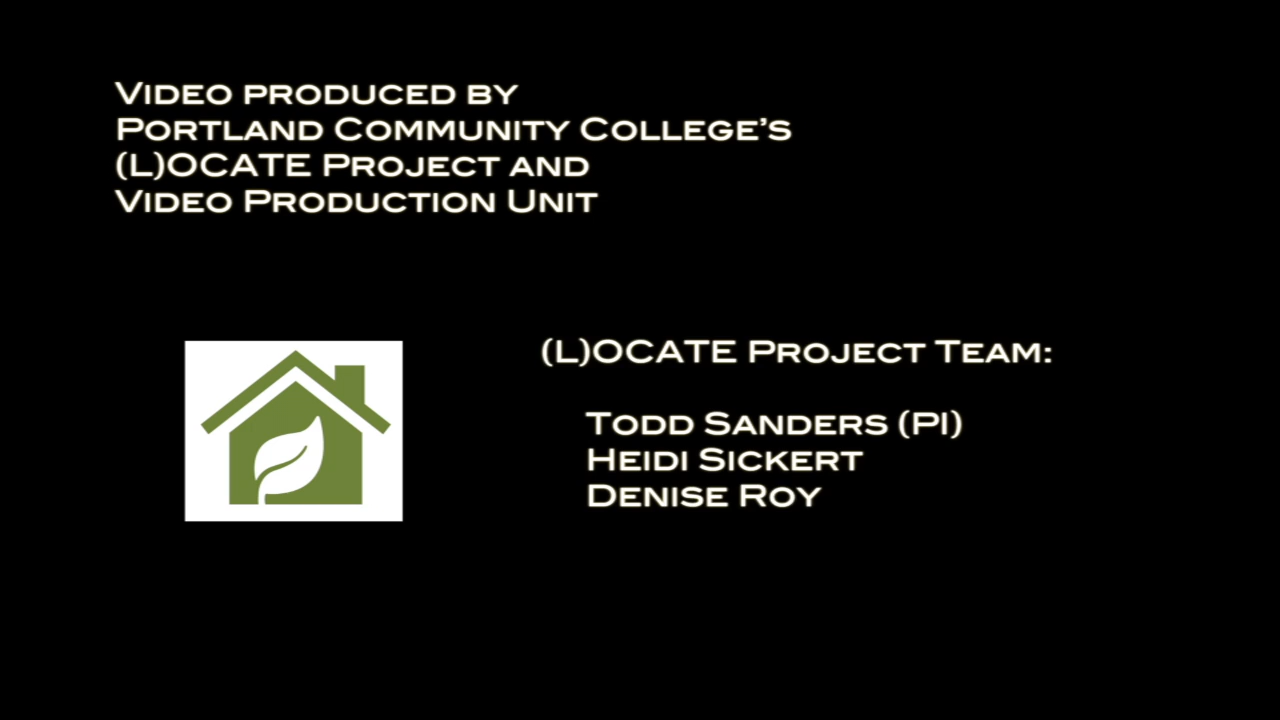 Video produced by
Portland Community College's
(L)OCATE Project and
Video Production Unit
(L)OCATE Project Team:
Todd Sanders (PI)
Heidi Sickert
Denise Roy